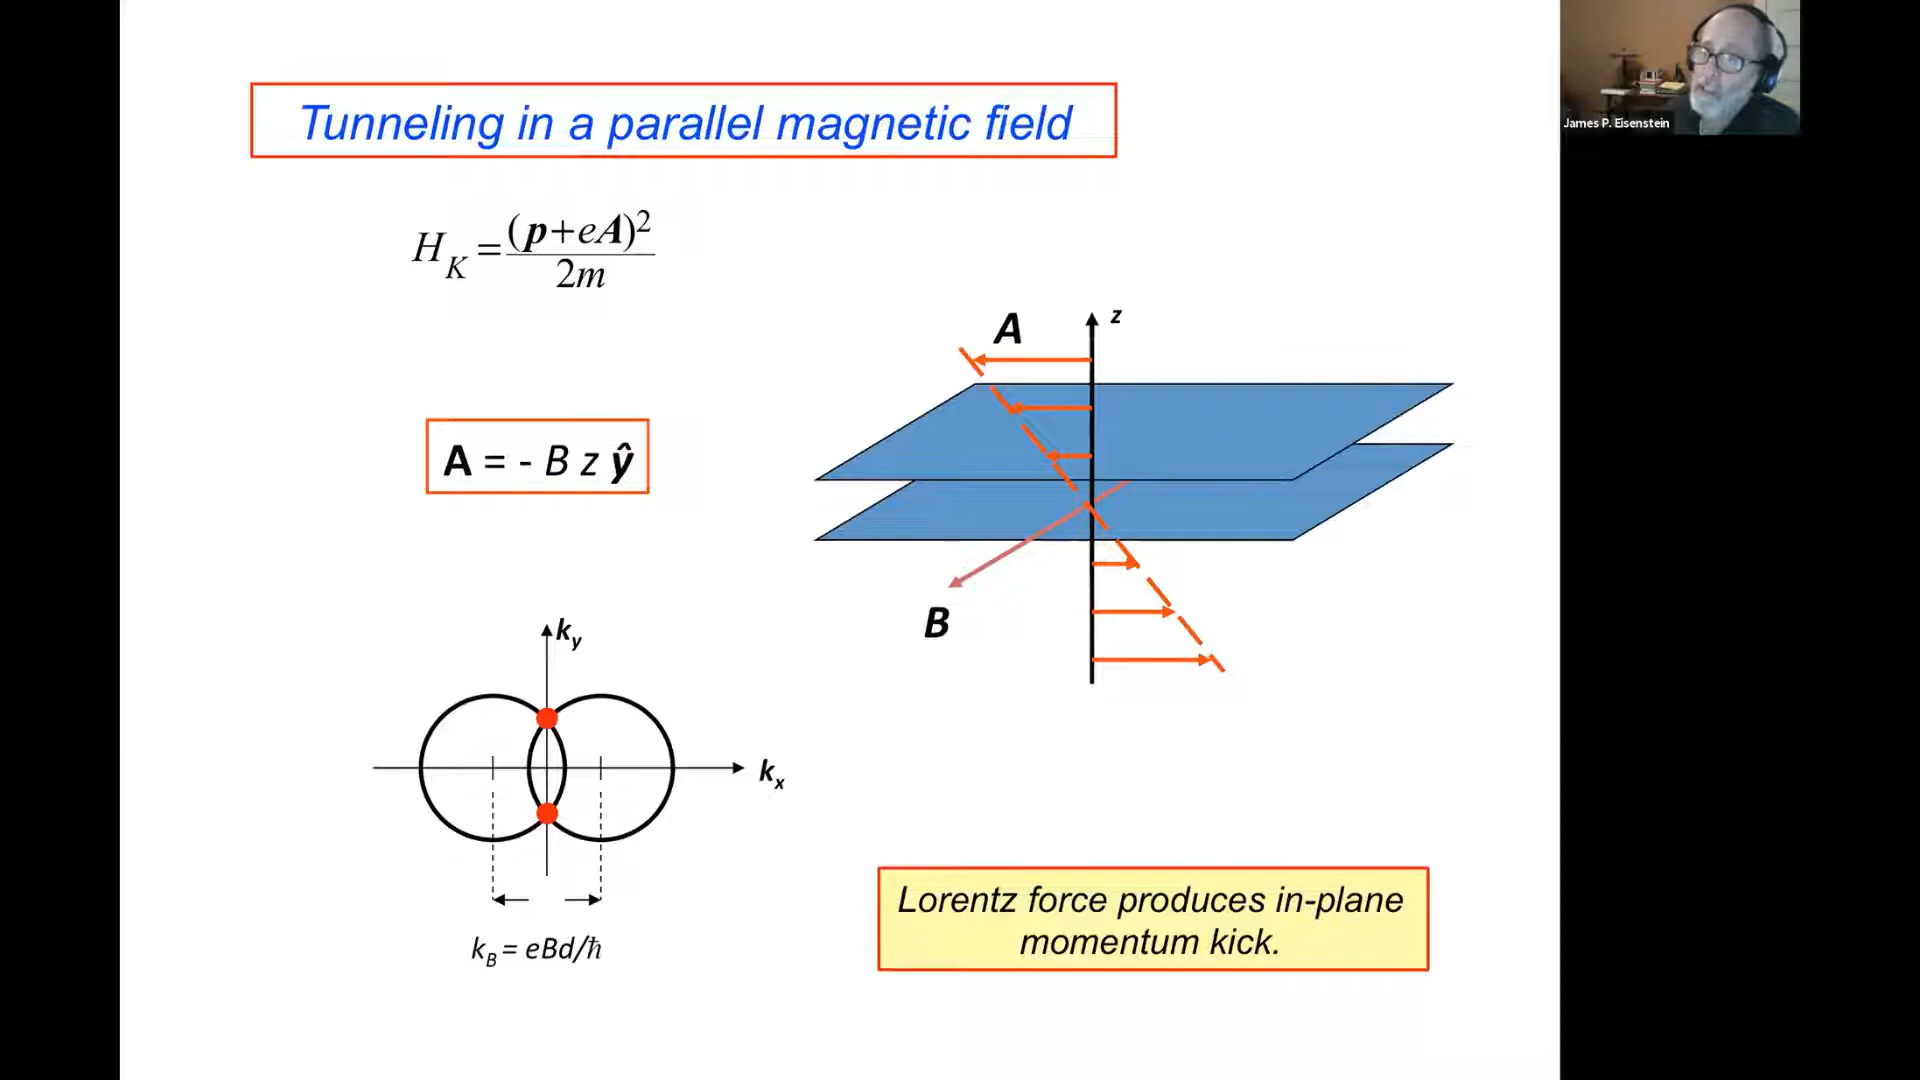 Tunneling in a parallel magnetic field
James P. Eisenstein
H_K = (p+eA)²/2m
A
z
A = - B z ŷ
B
k_y
k_x
k_B = eBd/ħ
Lorentz force produces in-plane
momentum kick.